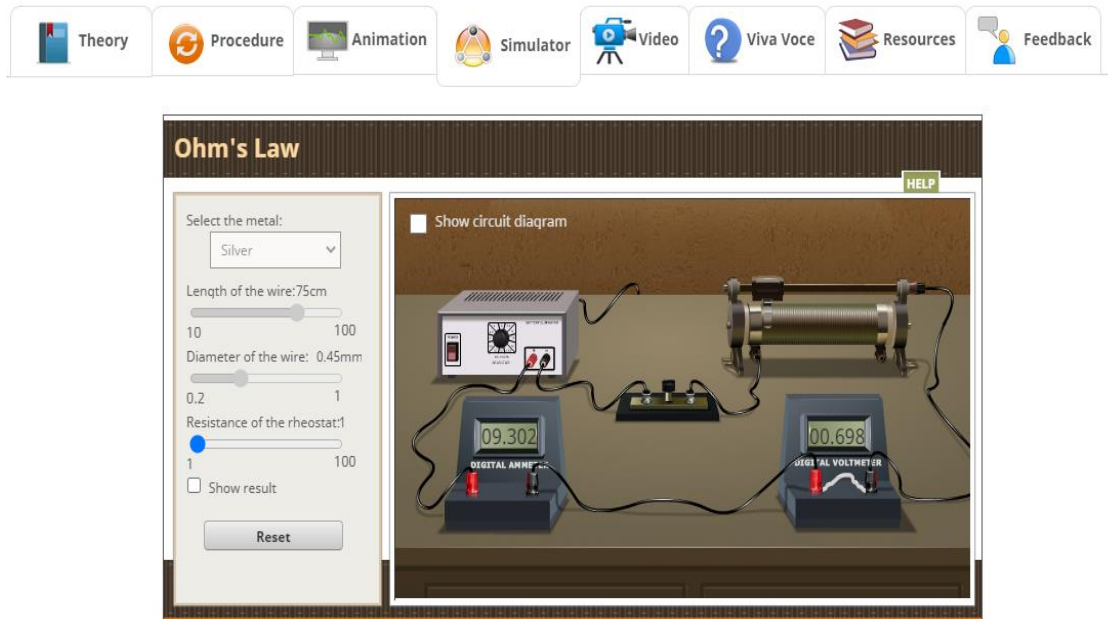 Theory
Procedure
Animation
Simulator
Video
Viva Voce
Resources
Feedback
Ohm's Law
HELP
Select the metal:
Silver
Length of the wire:75cm
10 100
Diameter of the wire: 0.45mm
0.2 1
Resistance of the rheostat:1
1 100
Show result
Reset
Show circuit diagram
09.302
DIGITAL AMMETER
00.698
DIGITAL VOLTMETER